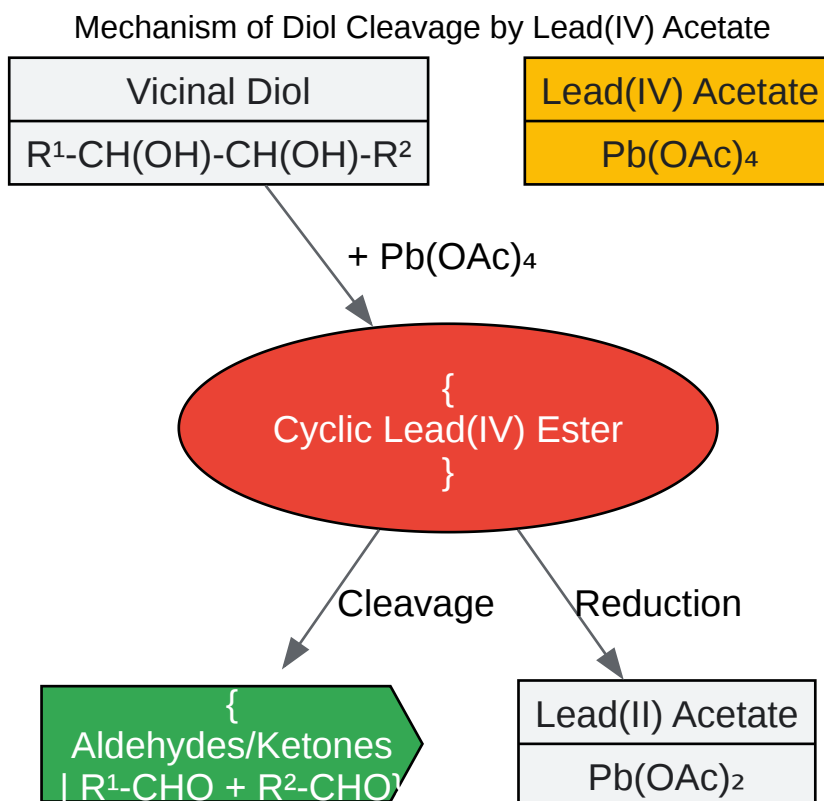 Mechanism of Diol Cleavage by Lead(IV) Acetate
Vicinal Diol
R¹-CH(OH)-CH(OH)-R²
Lead(IV) Acetate
Pb(OAc)₄
+ Pb(OAc)₄
{
Cyclic Lead(IV) Ester
}
Cleavage
Reduction
{
Aldehydes/Ketones
| R¹-CHO + R²-CHO}
Lead(II) Acetate
Pb(OAc)₂